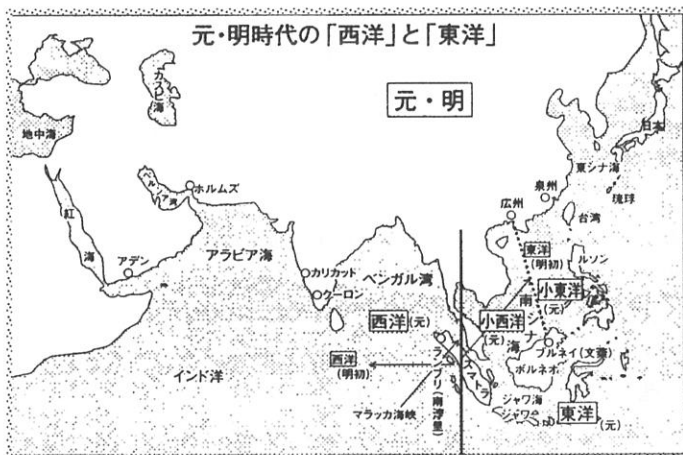 元・明時代の「西洋」と「東洋」
元・明
カスピ海
地中海
日本
ペルシア湾
ホルムズ
東シナ海
泉州
広州
琉球
紅海
台湾
アデン
アラビア海
カリカット
クーロン
ベンガル湾
東洋
(明初)
ルソン
小東洋
(元)
南シナ海
西洋(元)
小西洋
(元)
西洋
(明初)
ブルネイ(文萊)
ボルネオ
スマトラ
ランブリ(南浡里)
インド洋
マラッカ海峡
ジャワ海
ジャワ
東洋
(元)